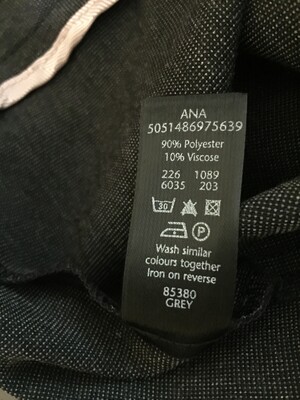 ANA
5051486975639
90% Polyester
10% Viscose
226 1089
6035 203
30
P
Wash similar
colours together
Iron on reverse
85380
GREY